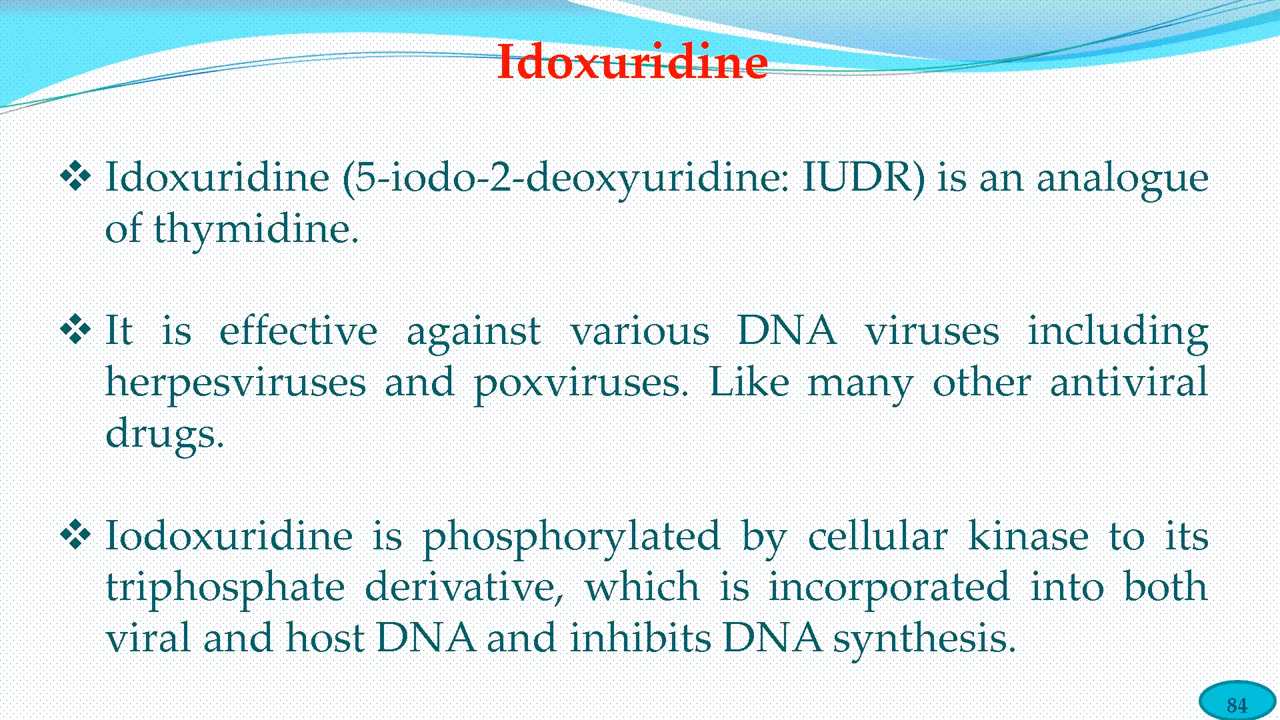 Idoxuridine
❖ Idoxuridine (5-iodo-2-deoxyuridine: IUDR) is an analogue
of thymidine.
❖ It is effective against various DNA viruses including
herpesviruses and poxviruses. Like many other antiviral
drugs.
❖ Iodoxuridine is phosphorylated by cellular kinase to its
triphosphate derivative, which is incorporated into both
viral and host DNA and inhibits DNA synthesis.
84